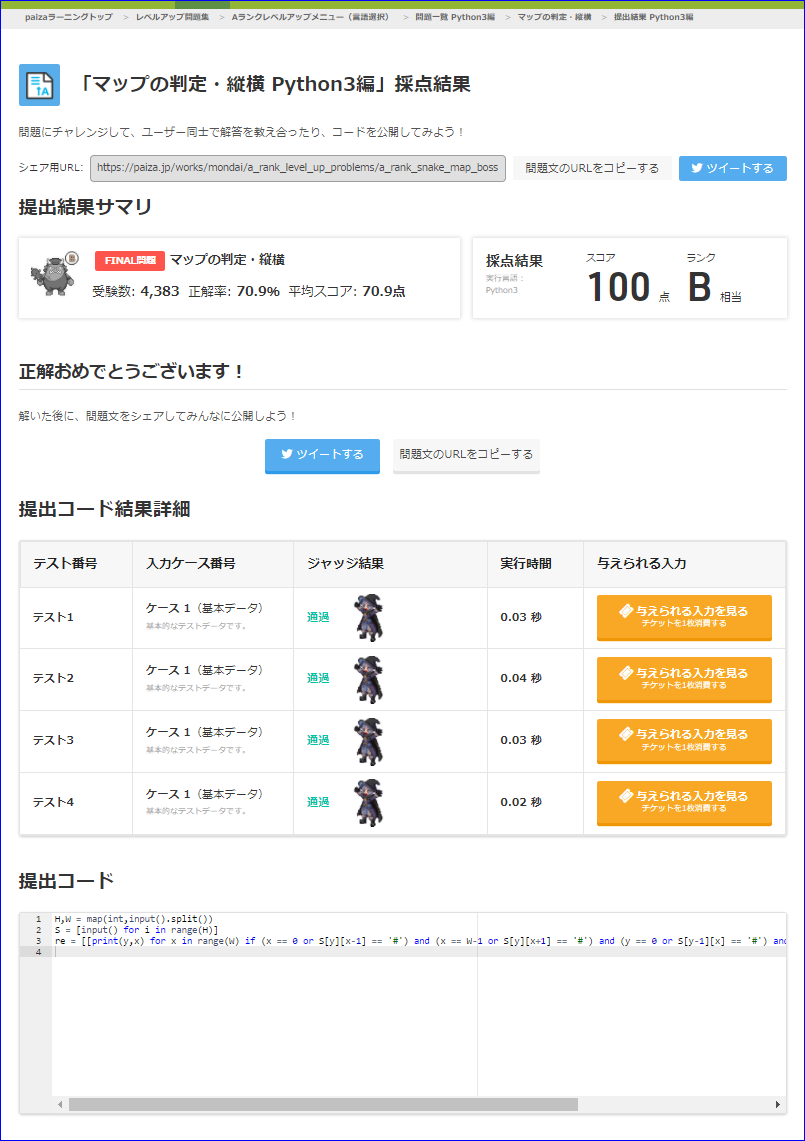 paizaラーニングトップ > レベルアップ問題集 > Aランクレベルアップメニュー（言語選択） > 問題一覧 Python3編 > マップの判定・縦横 > 提出結果 Python3編
「マップの判定・縦横 Python3編」採点結果
問題にチャレンジして、ユーザー同士で解答を教え合ったり、コードを公開してみよう！
シェア用URL: https://paiza.jp/works/mondai/a_rank_level_up_problems/a_rank_snake_map_boss 問題文のURLをコピーする ツイートする
提出結果サマリ
FINAL問題 マップの判定・縦横
受験数: 4,383 正解率: 70.9% 平均スコア: 70.9点
採点結果 スコア ランク
実行言語：
Python3
100 点 B 相当
正解おめでとうございます！
解いた後に、問題文をシェアしてみんなに公開しよう！
ツイートする 問題文のURLをコピーする
提出コード結果詳細
テスト番号 入力ケース番号 ジャッジ結果 実行時間 与えられる入力
テスト1 ケース 1（基本データ） 通過 0.03 秒 与えられる入力を見る
基本的なテストデータです。 チケットを1枚消費する
テスト2 ケース 1（基本データ） 通過 0.04 秒 与えられる入力を見る
基本的なテストデータです。 チケットを1枚消費する
テスト3 ケース 1（基本データ） 通過 0.03 秒 与えられる入力を見る
基本的なテストデータです。 チケットを1枚消費する
テスト4 ケース 1（基本データ） 通過 0.02 秒 与えられる入力を見る
基本的なテストデータです。 チケットを1枚消費する
提出コード
1 H,W = map(int,input().split())
2 S = [input() for i in range(H)]
3 re = [[print(y,x) for x in range(W) if (x == 0 or S[y][x-1] == '#') and (x == W-1 or S[y][x+1] == '#') and (y == 0 or S[y-1][x] == '#') and
4